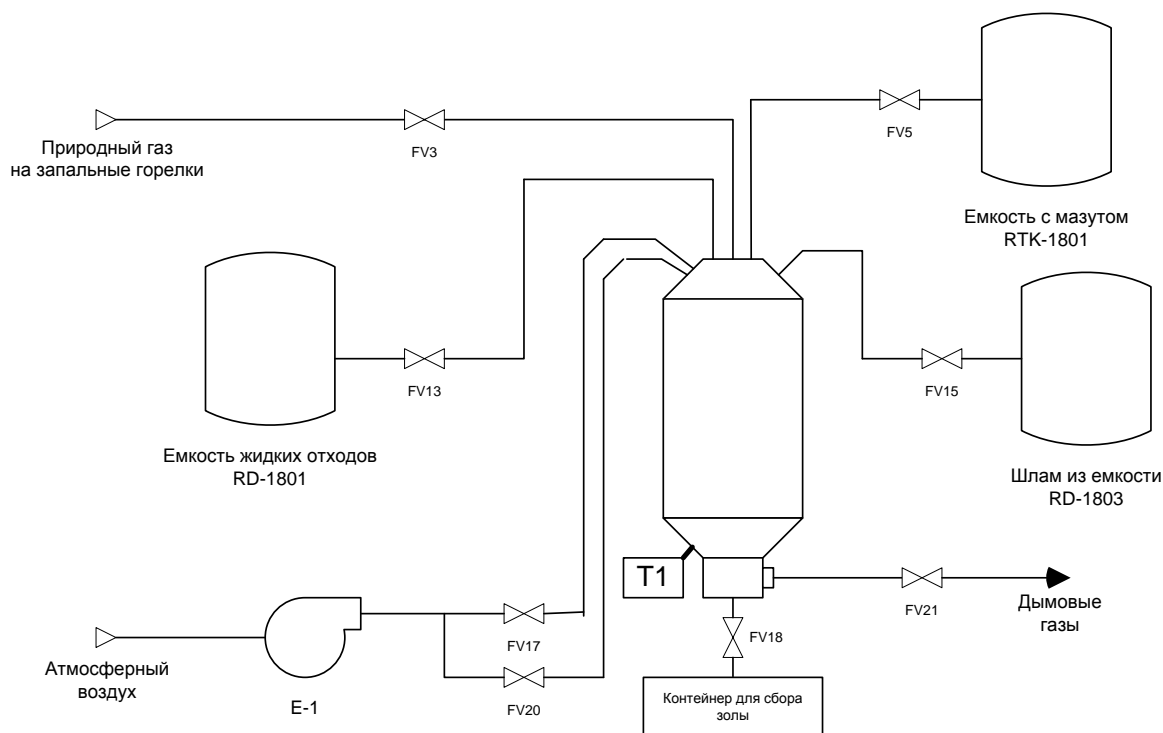 Природный газ
на запальные горелки
FV3
FV5
Емкость с мазутом
RTK-1801
FV13
Емкость жидких отходов
RD-1801
FV15
Шлам из емкости
RD-1803
T1
FV21
Дымовые
газы
FV17
FV18
Атмосферный
воздух
E-1
FV20
Контейнер для сбора
золы